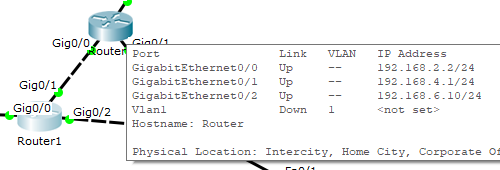 Gig0/0
Gig0/1
Router
Port Link VLAN IP Address
GigabitEthernet0/0 Up -- 192.168.2.2/24
GigabitEthernet0/1 Up -- 192.168.4.1/24
GigabitEthernet0/2 Up -- 192.168.6.10/24
Vlan1 Down 1 <not set>
Hostname: Router
Physical Location: Intercity, Home City, Corporate Of
Gig0/1
Gig0/0
Gig0/2
Router1